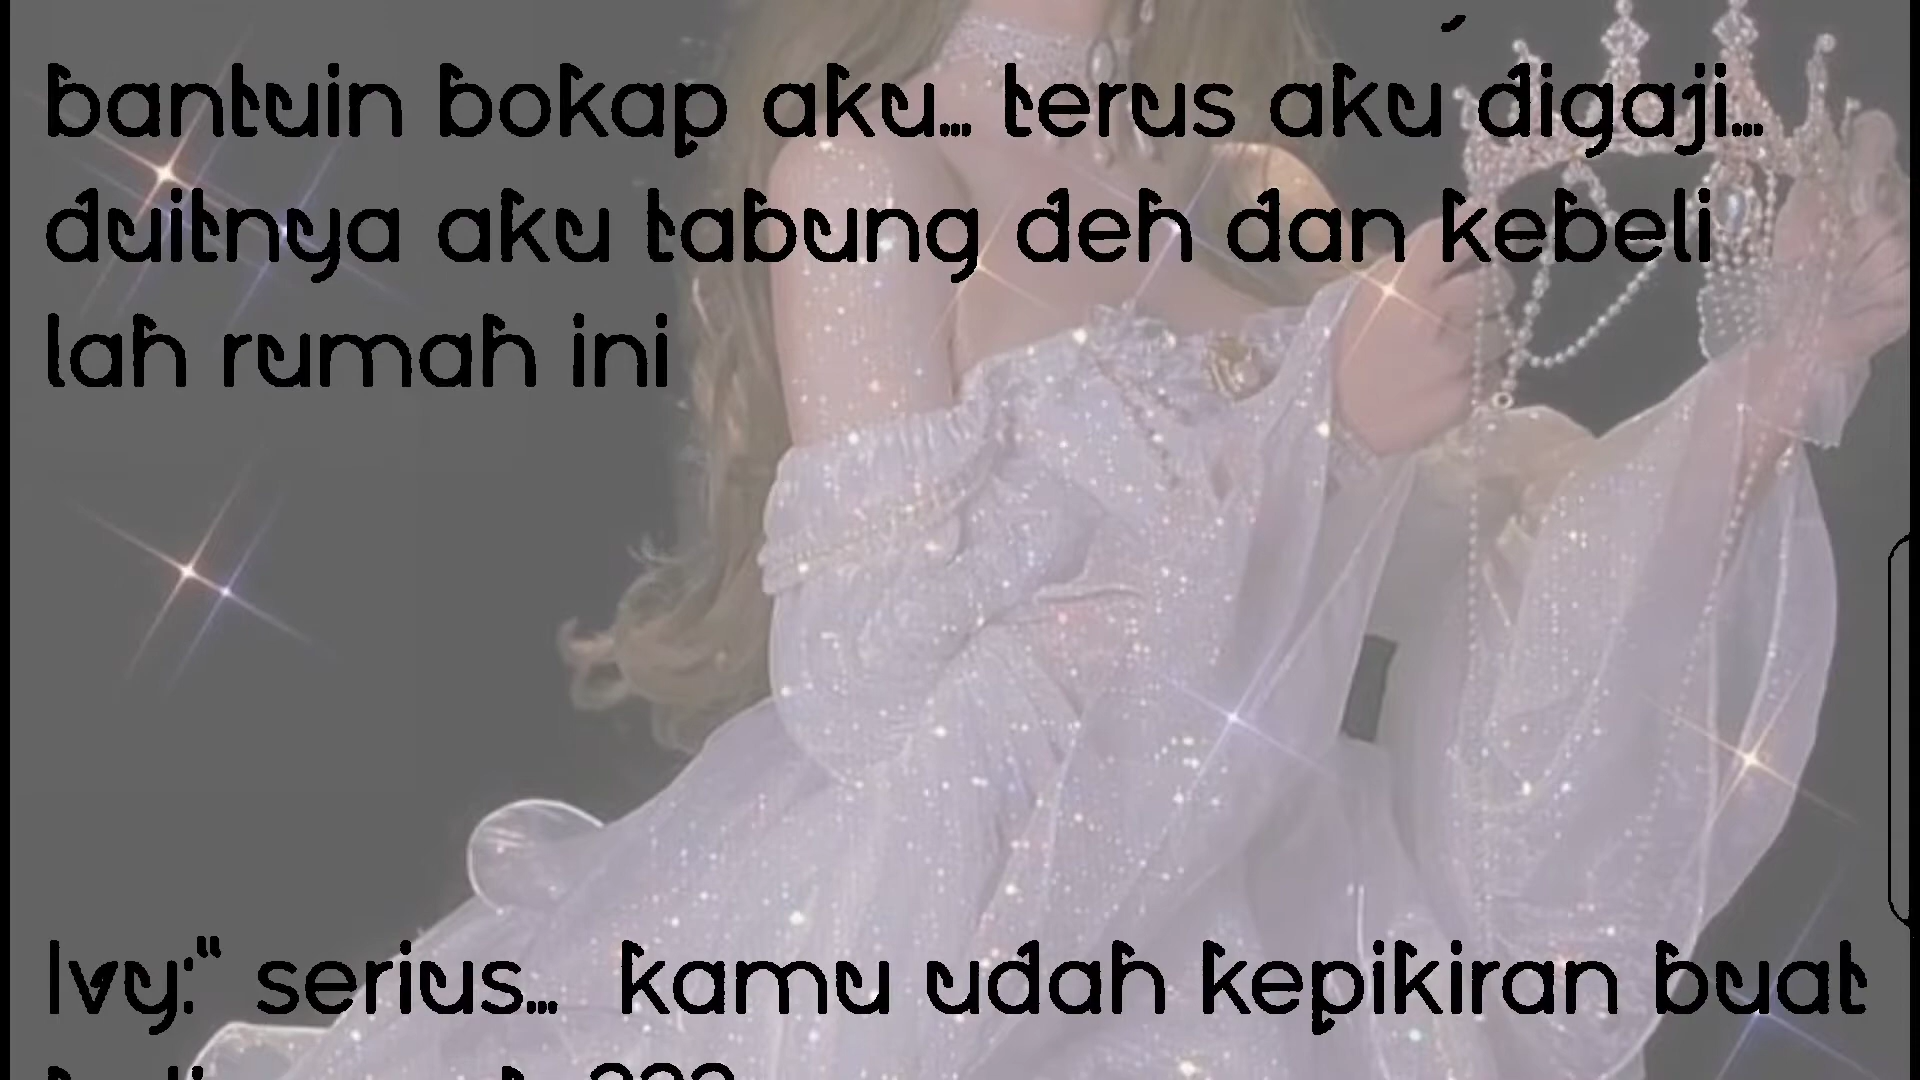 bantuin bokap aku... terus aku digaji...
duitnya aku tabung deh dan kebeli
lah rumah ini
Ivy:" serius... kamu udah kepikiran buat